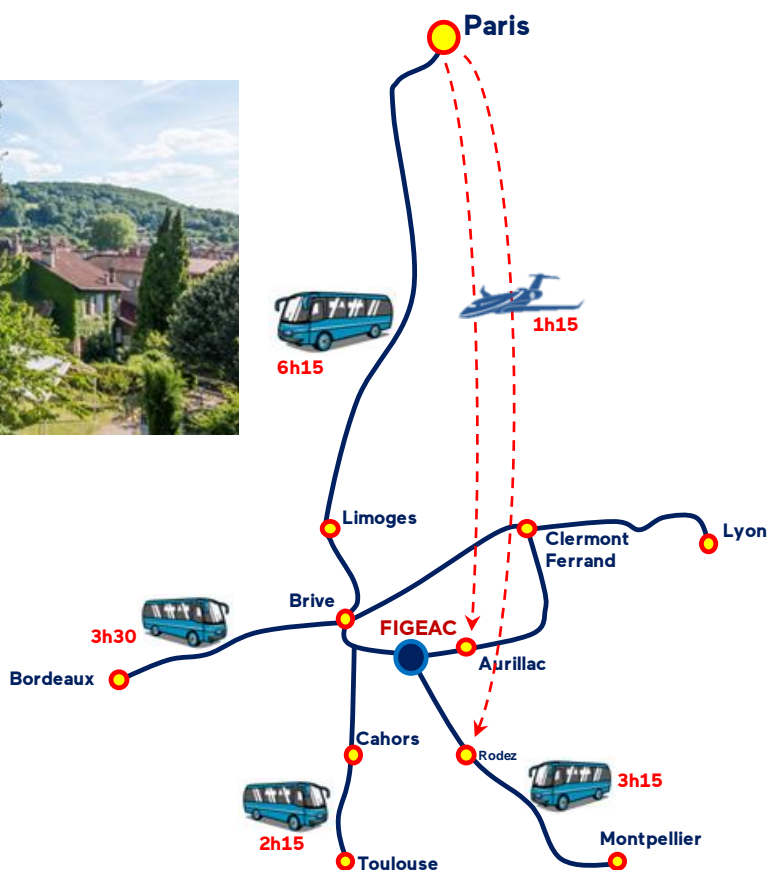 Paris
1h15
6h15
Limoges
Lyon
Clermont
Ferrand
Brive
FIGEAC
3h30
Aurillac
Bordeaux
Cahors
Rodez
3h15
2h15
Montpellier
Toulouse